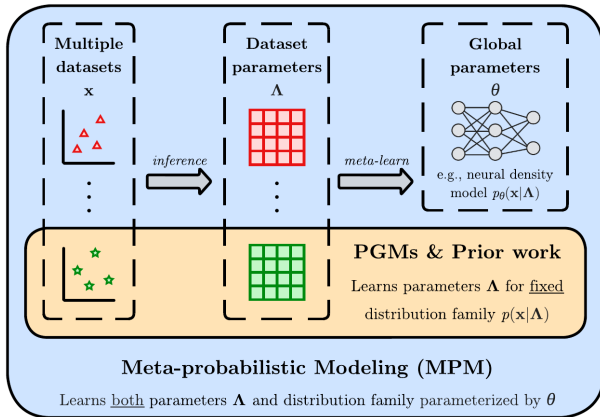 Multiple
datasets
x
Dataset
parameters
Λ
Global
parameters
θ
inference
meta-learn
e.g., neural density
model pθ(x|Λ)
PGMs & Prior work
Learns parameters Λ for fixed
distribution family p(x|Λ)
Meta-probabilistic Modeling (MPM)
Learns both parameters Λ and distribution family parameterized by θ